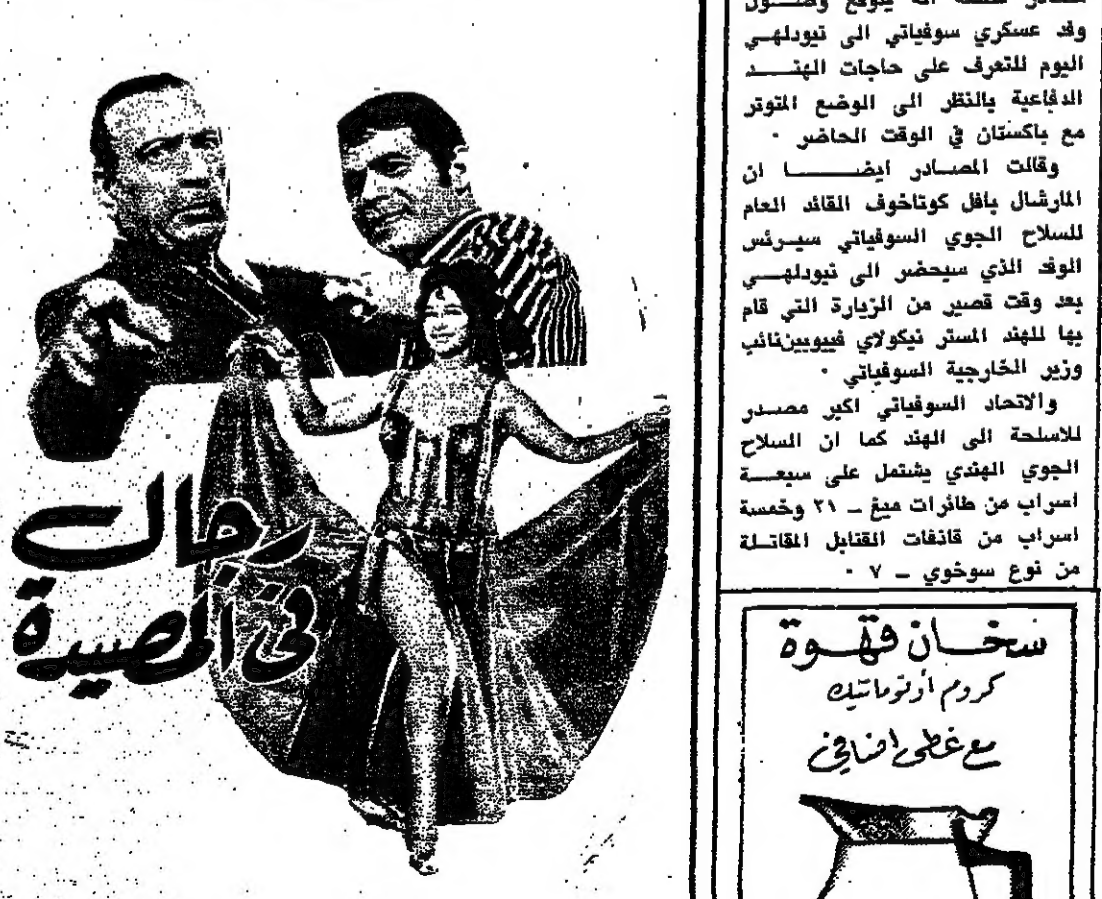 وفد عسكري سوفياتي الى نيودلهي
اليوم للتعرف على حاجات الهند
الدفاعية بالنظر الى الوضع المتوتر
مع باكستان في الوقت الحاضر ٠
وقالت المصادر ايضا ان
المارشال بافل كوتاخوف القائد العام
للسلاح الجوي السوفياتي سيرئس
الوفد الذي سيحضر الى نيودلهي
بعد وقت قصير من الزيارة التي قام
بها للهند المستر نيكولاي فيوبين نائب
وزير الخارجية السوفياتي ٠
والاتحاد السوفياتي اكبر مصدر
للاسلحة الى الهند كما ان السلاح
الجوي الهندي يشتمل على سبعة
اسراب من طائرات ميغ ـ ٢١ وخمسة
اسراب من قاذفات القنابل المقاتلة
من نوع سوخوي ـ ٧ ٠
رجال
في المصيدة
سخان قهوة
كروم أوتوماتيك
مع غطى اضافي